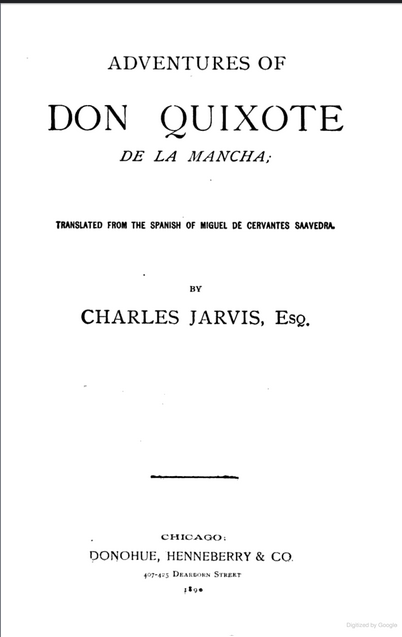 ADVENTURES OF
DON QUIXOTE
DE LA MANCHA;
TRANSLATED FROM THE SPANISH OF MIGUEL DE CERVANTES SAAVEDRA.
BY
CHARLES JARVIS, Esq.
CHICAGO:
DONOHUE, HENNEBERRY & CO.
407-425 Dearborn Street
1890
Digitized by Google